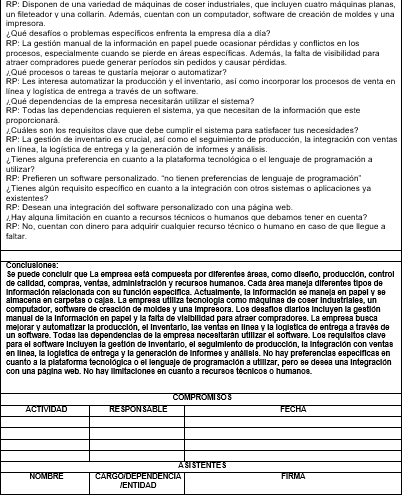 RP: Disponen de una variedad de máquinas de coser industriales, que incluyen cuatro máquinas planas,
un fileteador y una collarin. Además, cuentan con un computador, software de creación de moldes y una
impresora.
¿Qué desafíos o problemas específicos enfrenta la empresa día a día?
RP: La gestión manual de la información en papel puede ocasionar pérdidas y conflictos en los
procesos, especialmente cuando se pierde en áreas específicas. Además, la falta de visibilidad para
atraer compradores puede generar períodos sin pedidos y causar pérdidas.
¿Qué procesos o tareas te gustaría mejorar o automatizar?
RP: Les interesa automatizar la producción y el inventario, así como incorporar los procesos de venta en
línea y logística de entrega a través de un software.
¿Qué dependencias de la empresa necesitarán utilizar el sistema?
RP: Todas las dependencias requieren el sistema, ya que necesitan de la información que este
proporcionará.
¿Cuáles son los requisitos clave que debe cumplir el sistema para satisfacer tus necesidades?
RP: La gestión de inventario es crucial, así como el seguimiento de producción, la integración con ventas
en línea, la logística de entrega y la generación de informes y análisis.
¿Tienes alguna preferencia en cuanto a la plataforma tecnológica o el lenguaje de programación a
utilizar?
RP: Prefieren un software personalizado. "no tienen preferencias de lenguaje de programación"
¿Tienes algún requisito específico en cuanto a la integración con otros sistemas o aplicaciones ya
existentes?
RP: Desean una integración del software personalizado con una página web.
¿Hay alguna limitación en cuanto a recursos técnicos o humanos que debamos tener en cuenta?
RP: No, cuentan con dinero para adquirir cualquier recurso técnico o humano en caso de que llegue a
faltar.
Conclusiones:
Se puede concluir que La empresa está compuesta por diferentes áreas, como diseño, producción, control
de calidad, compras, ventas, administración y recursos humanos. Cada área maneja diferentes tipos de
información relacionada con su función específica. Actualmente, la información se maneja en papel y se
almacena en carpetas o cajas. La empresa utiliza tecnología como máquinas de coser industriales, un
computador, software de creación de moldes y una impresora. Los desafíos diarios incluyen la gestión
manual de la información en papel y la falta de visibilidad para atraer compradores. La empresa busca
mejorar y automatizar la producción, el inventario, las ventas en línea y la logística de entrega a través de
un software. Todas las dependencias de la empresa necesitarán utilizar el software. Los requisitos clave
para el software incluyen la gestión de inventario, el seguimiento de producción, la integración con ventas
en línea, la logística de entrega y la generación de informes y análisis. No hay preferencias específicas en
cuanto a la plataforma tecnológica o el lenguaje de programación a utilizar, pero se desea una integración
con una página web. No hay limitaciones en cuanto a recursos técnicos o humanos.
COMPROMISOS
ACTIVIDAD RESPONSABLE FECHA
ASISTENTES
NOMBRE CARGO/DEPENDENCIA FIRMA
/ENTIDAD